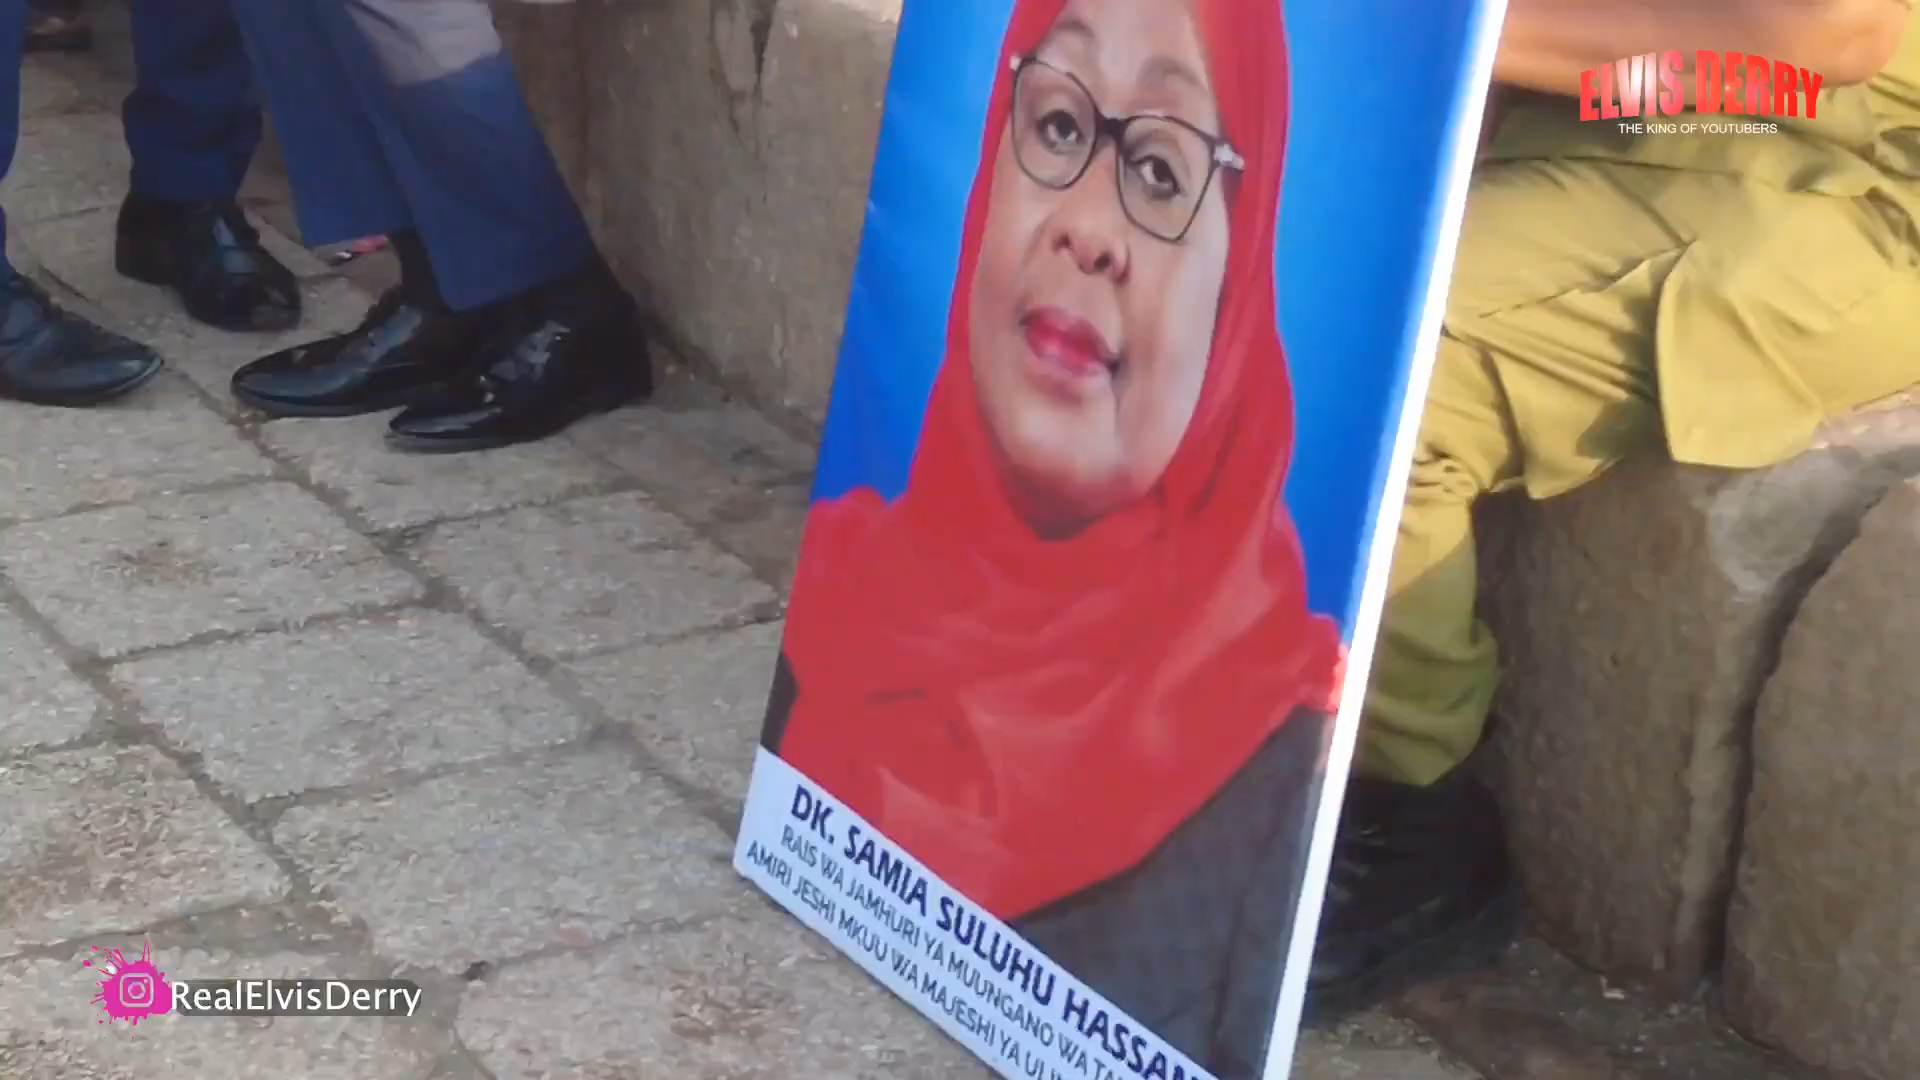 ELVIS DERRY
THE KING OF YOUTUBERS
DK. SAMIA SULUHU HASSAN
RAIS WA JAMHURI YA MUUNGANO WA
AMIRI JESHI MKUU WA MAJESHI YA
RealElvisDerry